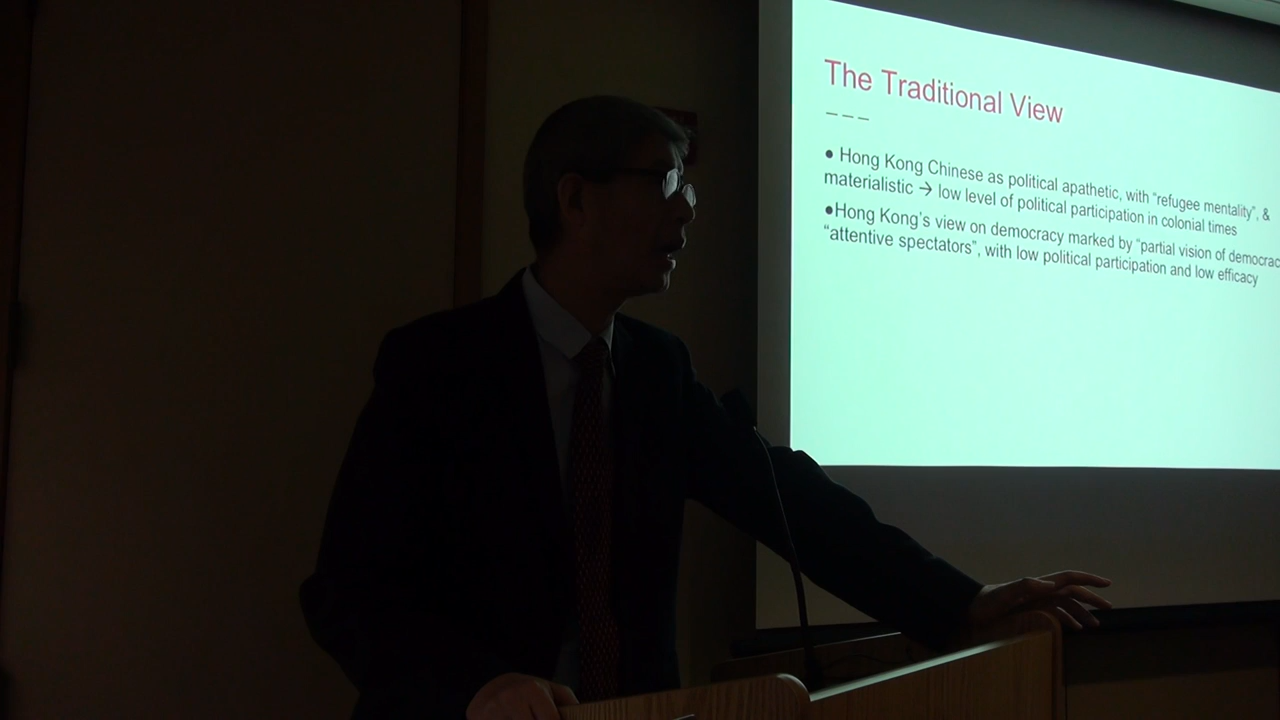 The Traditional View
– – –
● Hong Kong Chinese as political apathetic, with “refugee mentality”, &
materialistic → low level of political participation in colonial times
●Hong Kong’s view on democracy marked by “partial vision of democrac
“attentive spectators”, with low political participation and low efficacy